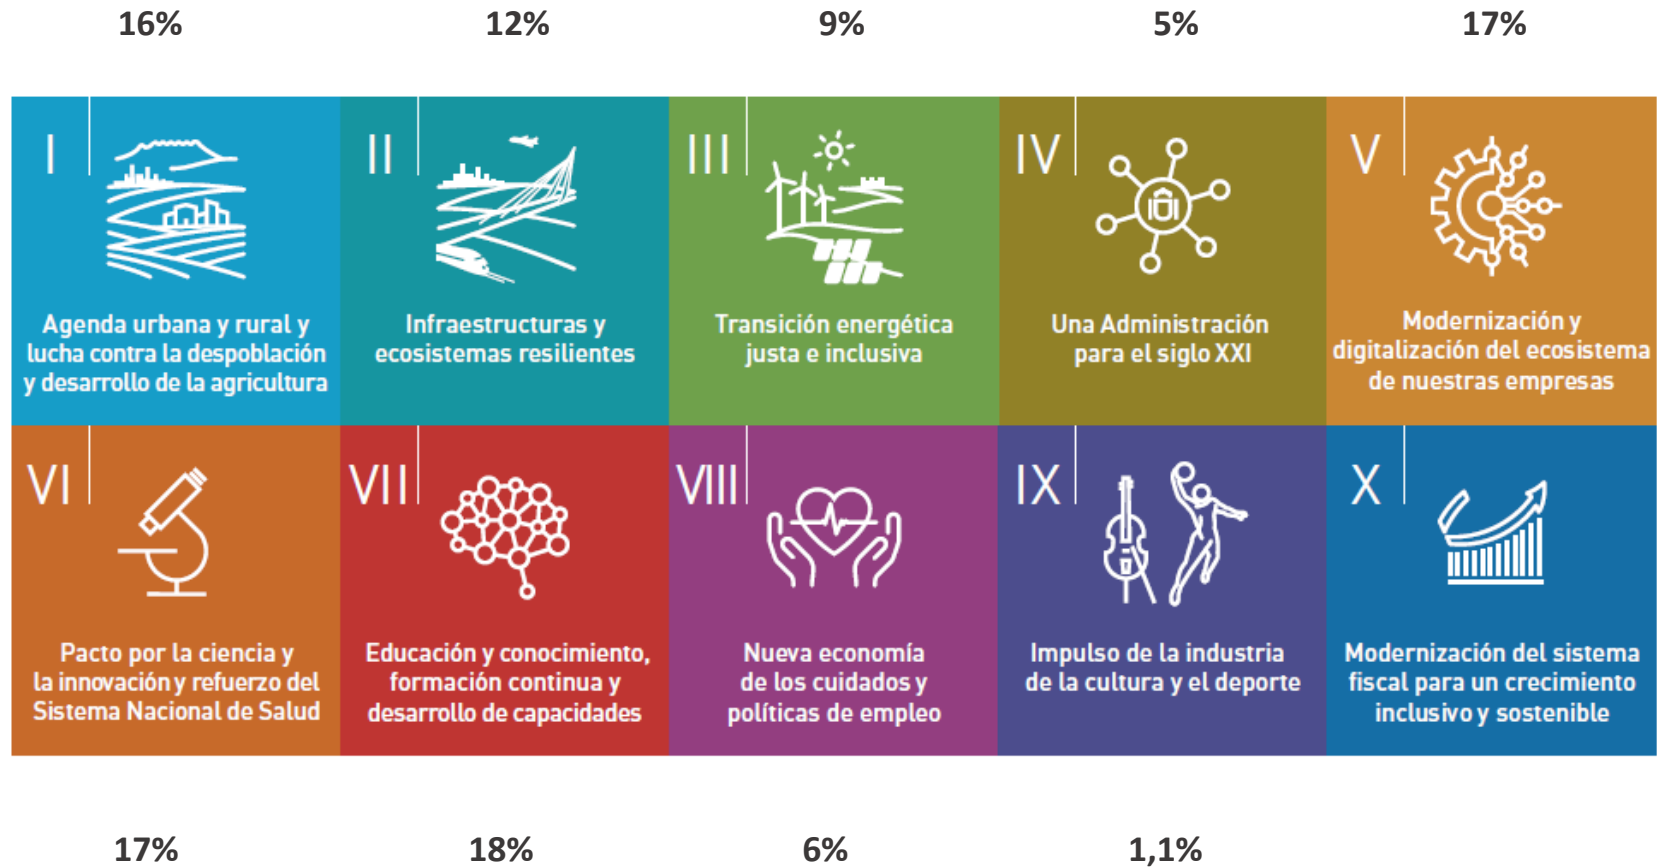 16%
12%
9%
5%
17%
I
Agenda urbana y rural y
lucha contra la despoblación
y desarrollo de la agricultura
II
Infraestructuras y
ecosistemas resilientes
III
Transición energética
justa e inclusiva
IV
Una Administración
para el siglo XXI
V
Modernización y
digitalización del ecosistema
de nuestras empresas
VI
Pacto por la ciencia y
la innovación y refuerzo del
Sistema Nacional de Salud
VII
Educación y conocimiento,
formación continua y
desarrollo de capacidades
VIII
Nueva economía
de los cuidados y
políticas de empleo
IX
Impulso de la industria
de la cultura y el deporte
X
Modernización del sistema
fiscal para un crecimiento
inclusivo y sostenible
17%
18%
6%
1,1%